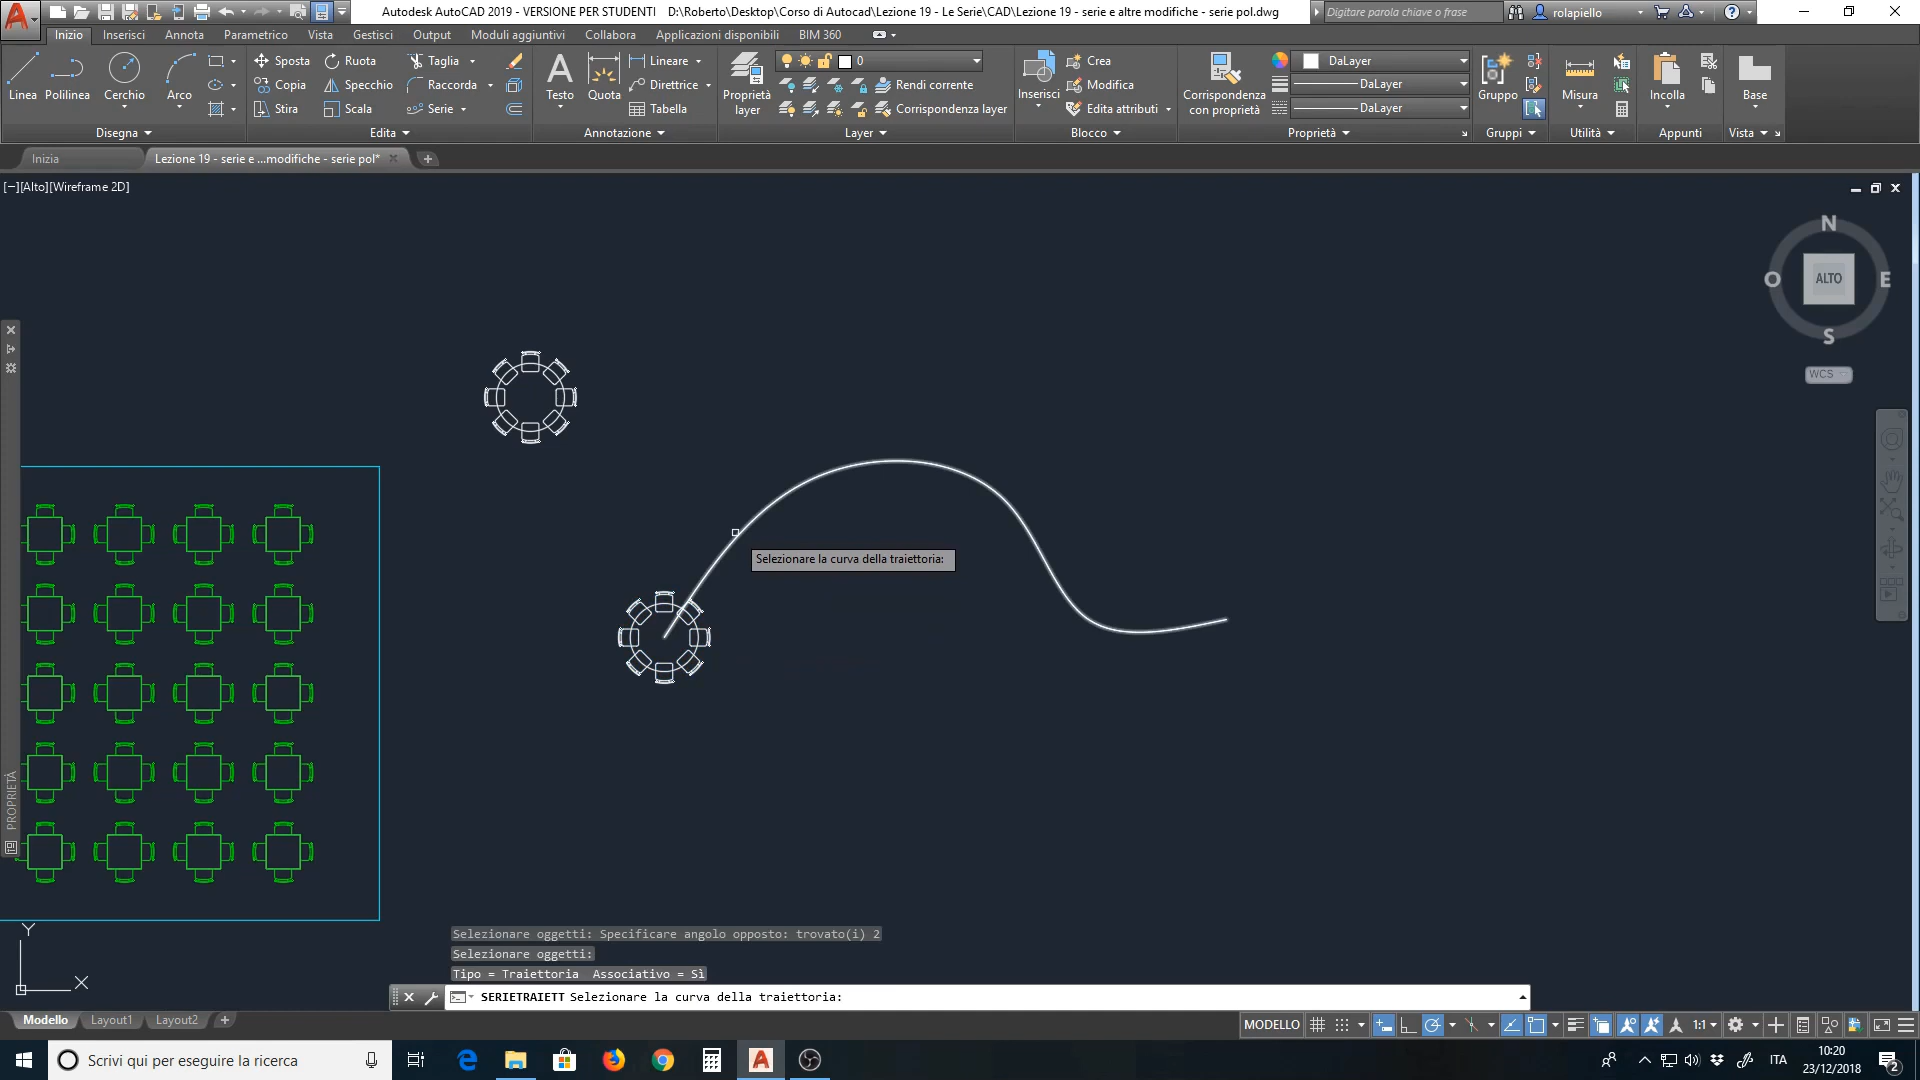 Autodesk AutoCAD 2019 - VERSIONE PER STUDENTI    D:\Roberto\Desktop\Corso di Autocad\Lezione 19 - Le Serie\CAD\Lezione 19 - serie e altre modifiche - serie pol.dwg
Digitare parola chiave o frase
rolapiello
Inizio Inserisci Annota Parametrico Vista Gestisci Output Moduli aggiuntivi Collabora Applicazioni disponibili BIM 360
Sposta Ruota Taglia Lineare 0 Crea DaLayer
Linea Polilinea Cerchio Arco Copia Specchio Raccorda Testo Quota Direttrice Proprietà layer Rendi corrente Inserisci Modifica Corrispondenza con proprietà DaLayer Gruppo Misura Incolla Base
Stira Scala Serie Tabella Corrispondenza layer Edita attributi DaLayer
Disegna Edita Annotazione Layer Blocco Proprietà Gruppi Utilità Appunti Vista
Inizia Lezione 19 - serie e ...modifiche - serie pol*
[−][Alto][Wireframe 2D]
N
O ALTO E
S
WCS
Selezionare la curva della traiettoria:
PROPRIETÀ
Y
X
Selezionare oggetti: Specificare angolo opposto: trovato(i) 2
Selezionare oggetti:
Tipo = Traiettoria  Associativo = Sì
SERIETRAIETT Selezionare la curva della traiettoria:
Modello Layout1 Layout2
MODELLO 1:1
Scrivi qui per eseguire la ricerca
ITA
10:20
23/12/2018
2